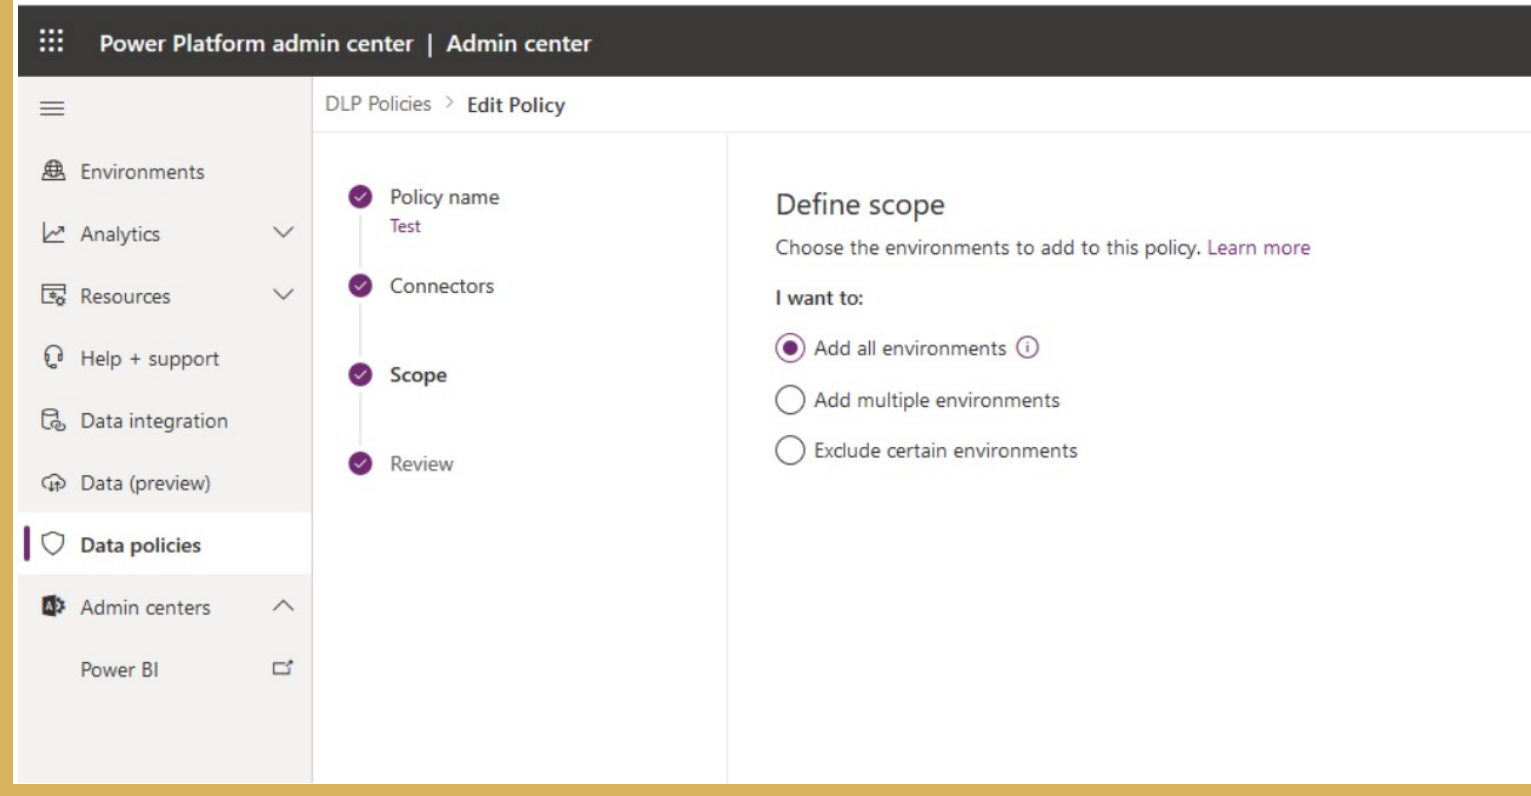 Power Platform admin center | Admin center
DLP Policies > Edit Policy
Environments
Analytics
Resources
Help + support
Data integration
Data (preview)
Data policies
Admin centers
Power BI
Policy name
Test
Connectors
Scope
Review
Define scope
Choose the environments to add to this policy. Learn more
I want to:
Add all environments
Add multiple environments
Exclude certain environments